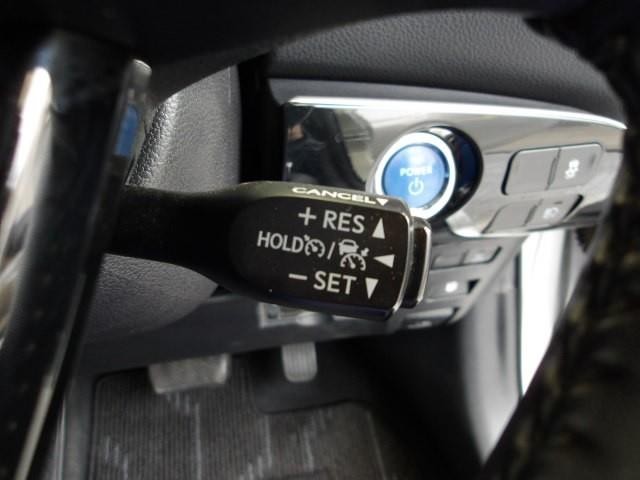 CANCEL▼
+ RES ▲
HOLD / ◄
− SET ▼
POWER